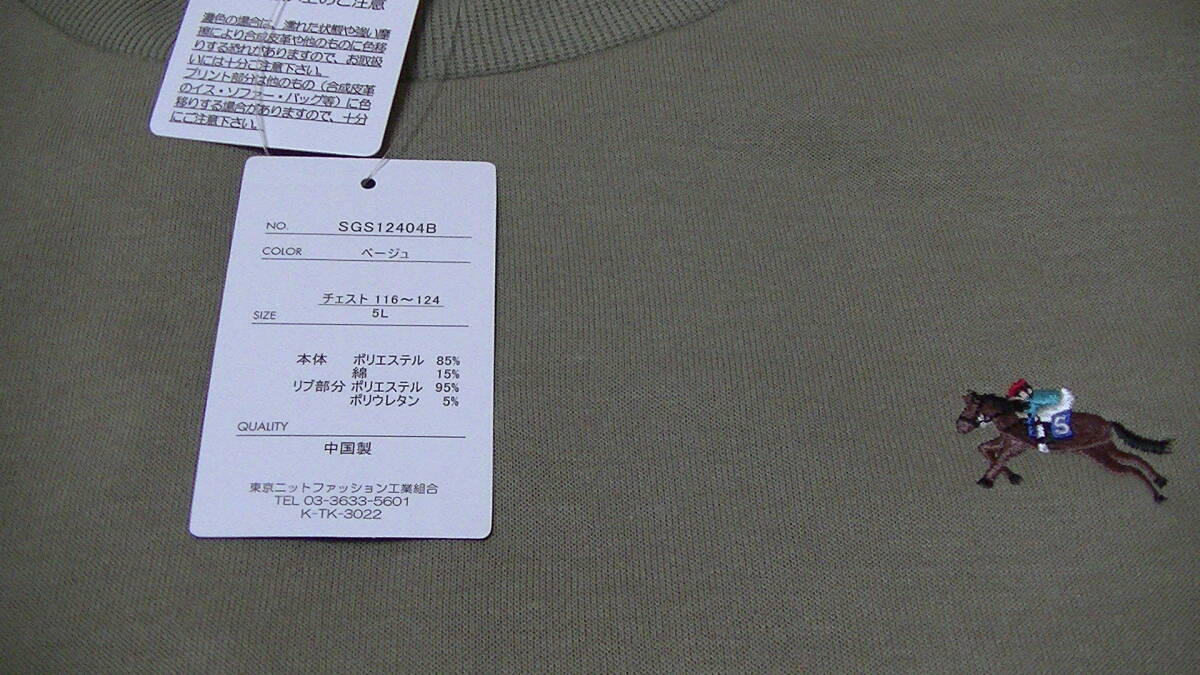 のご注意
濃色の場合は、濡れた状態や強い摩
擦により合成皮革や他のものに色移
りする恐れがありますので、お取扱
いには十分ご注意下さい。
プリント部分は他のもの（合成皮革
のイス・ソファー・バッグ等）に色
移りする場合がありますので、十分
にご注意下さい。
NO. SGS12404B
COLOR ベージュ
チェスト 116～124
SIZE 5L
本体 ポリエステル 85%
綿 15%
リブ部分 ポリエステル 95%
ポリウレタン 5%
QUALITY
中国製
東京ニットファッション工業組合
TEL 03-3633-5601
K-TK-3022
5